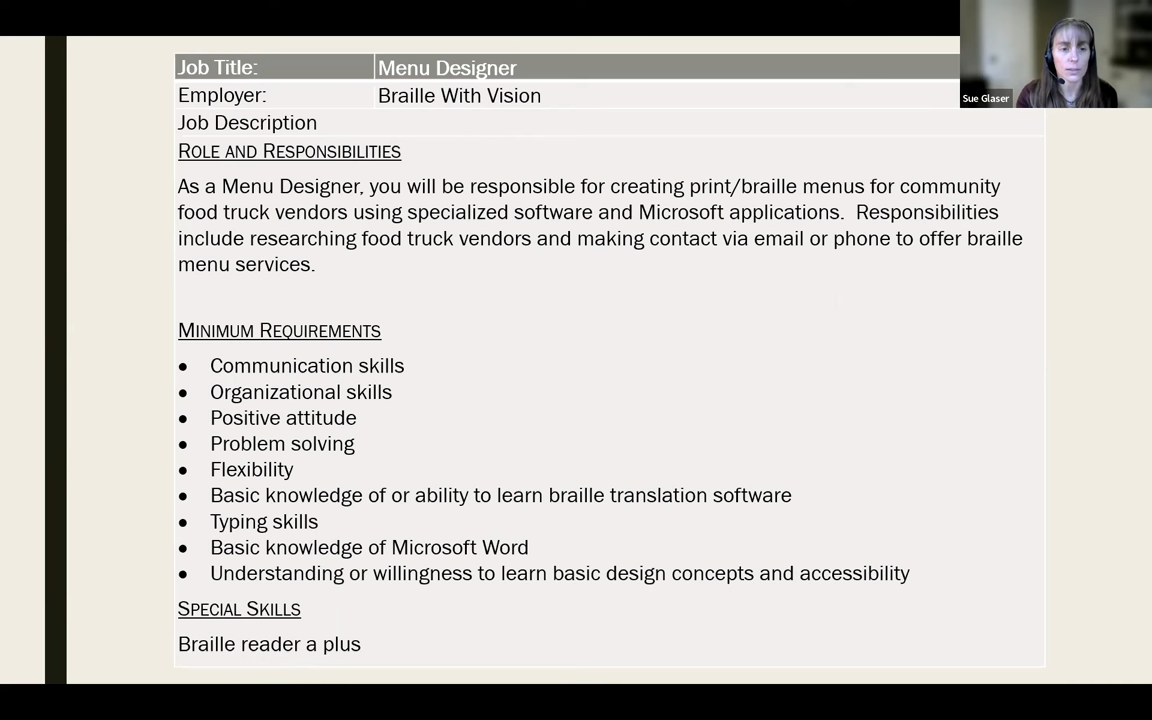 Job Title: Menu Designer
Employer: Braille With Vision
Job Description
ROLE AND RESPONSIBILITIES
As a Menu Designer, you will be responsible for creating print/braille menus for community
food truck vendors using specialized software and Microsoft applications.  Responsibilities
include researching food truck vendors and making contact via email or phone to offer braille
menu services.
MINIMUM REQUIREMENTS
• Communication skills
• Organizational skills
• Positive attitude
• Problem solving
• Flexibility
• Basic knowledge of or ability to learn braille translation software
• Typing skills
• Basic knowledge of Microsoft Word
• Understanding or willingness to learn basic design concepts and accessibility
SPECIAL SKILLS
Braille reader a plus
Sue Glaser